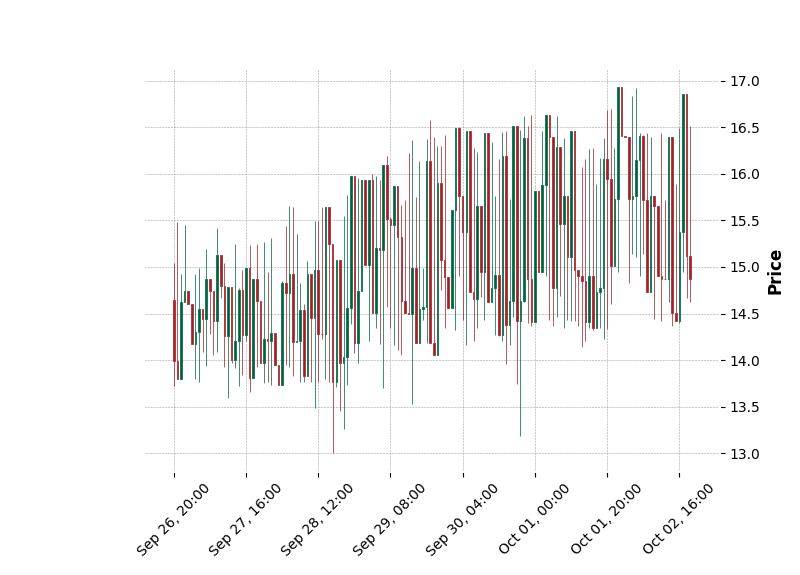 17.0
16.5
16.0
15.5
15.0
14.5
14.0
13.5
13.0
Price
Sep 26, 20:00
Sep 27, 16:00
Sep 28, 12:00
Sep 29, 08:00
Sep 30, 04:00
Oct 01, 00:00
Oct 01, 20:00
Oct 02, 16:00